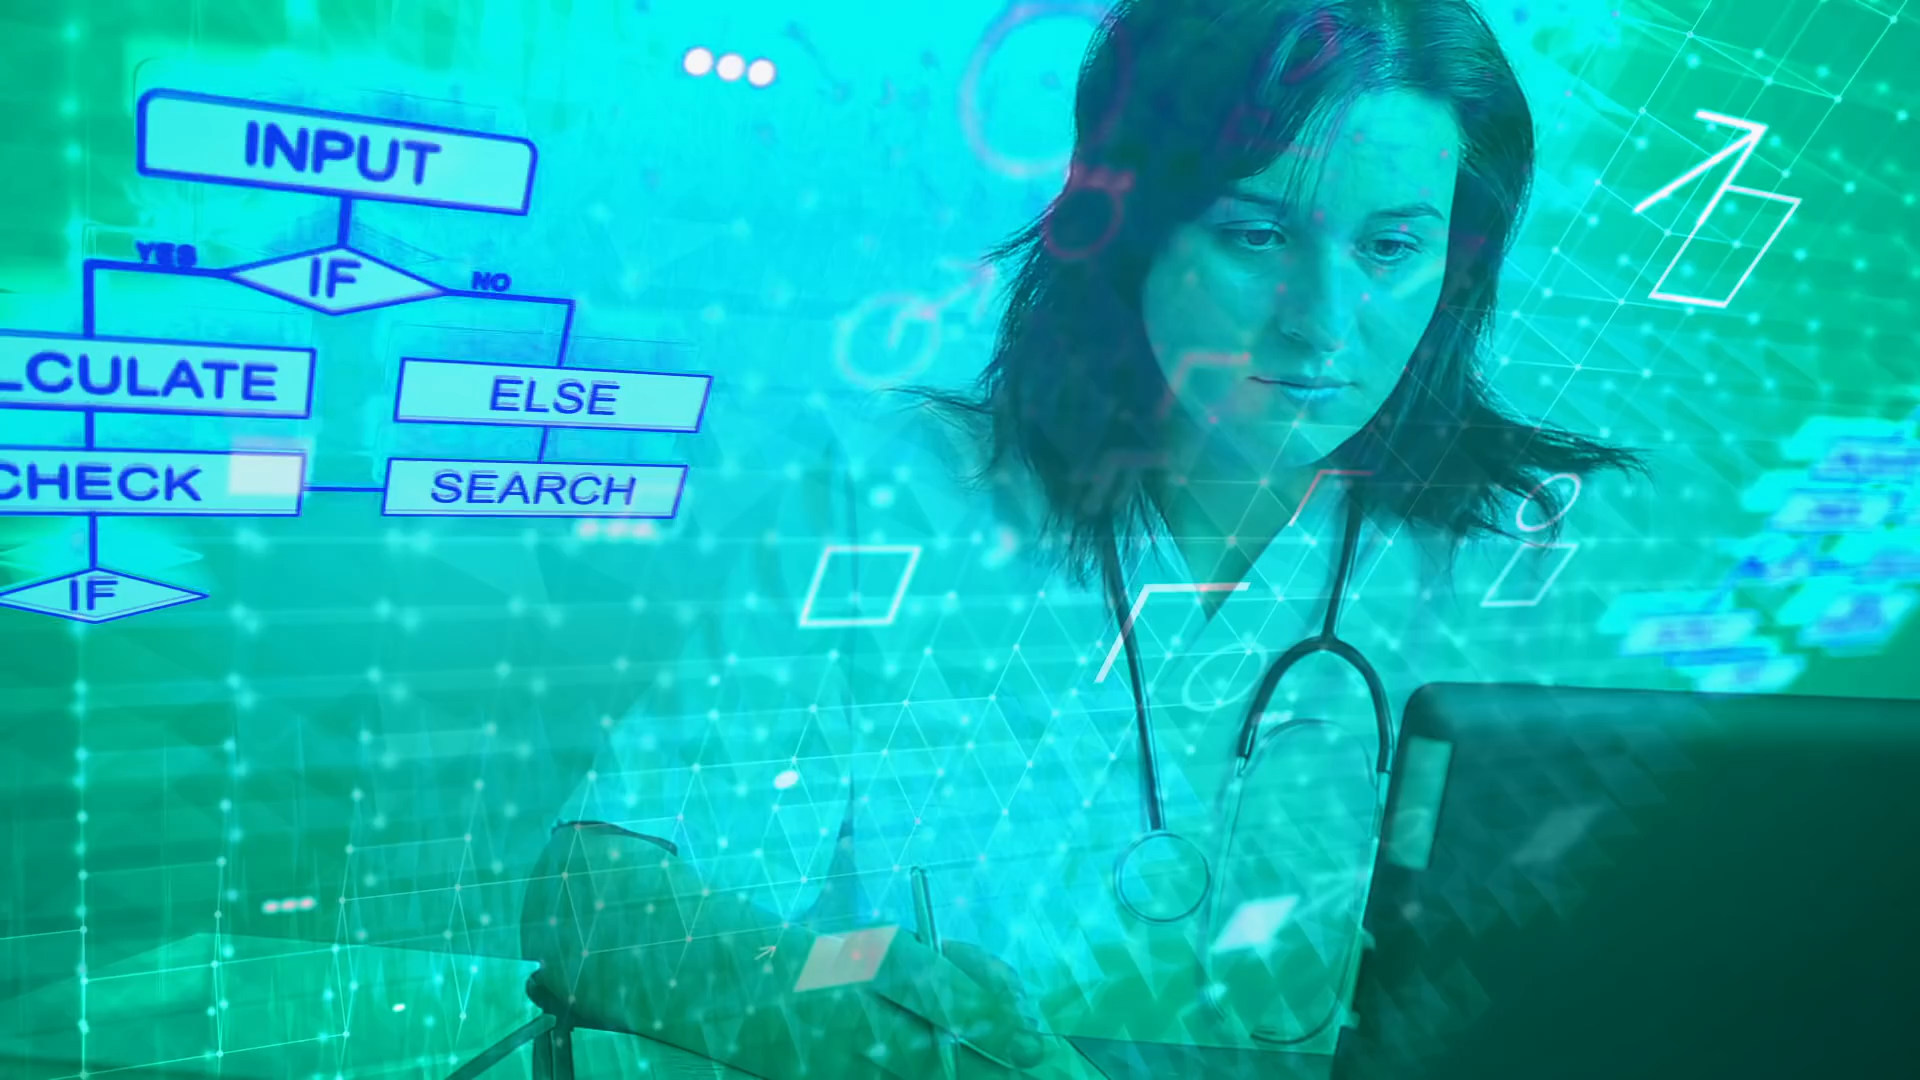 INPUT
YES
IF
NO
LCULATE
ELSE
CHECK
SEARCH
IF